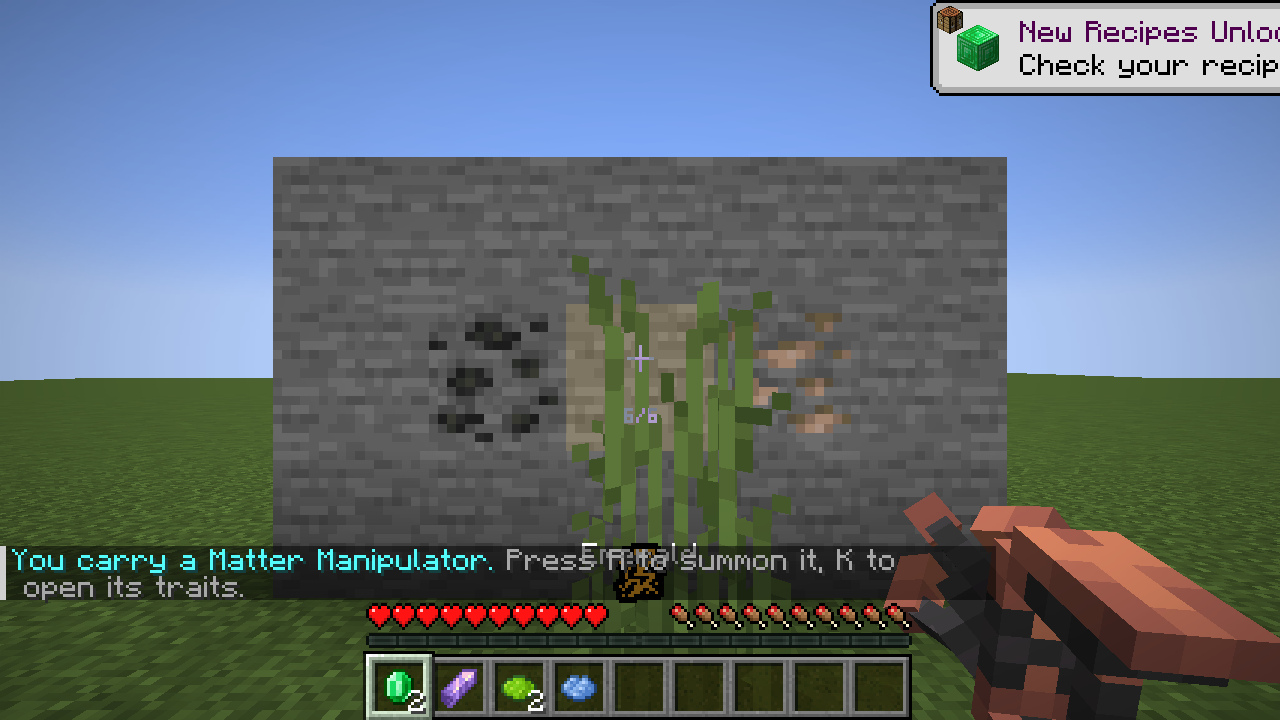 New Recipes Unloc
Check your recip
6/6
Emerald
You carry a Matter Manipulator. Press R to summon it, K to
open its traits.
2
2